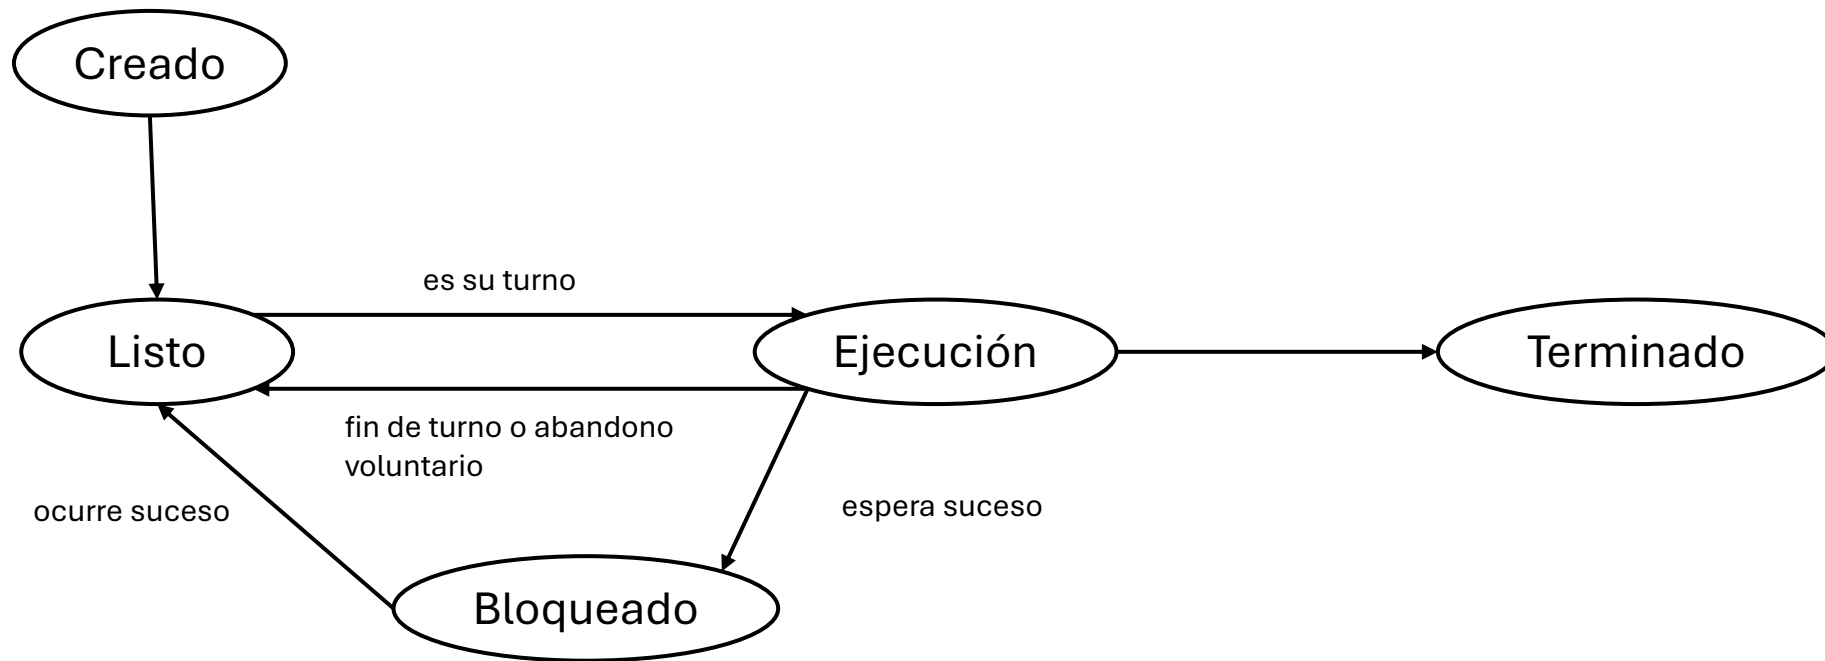 Creado
es su turno
Listo
Ejecución
Terminado
fin de turno o abandono
voluntario
ocurre suceso
espera suceso
Bloqueado